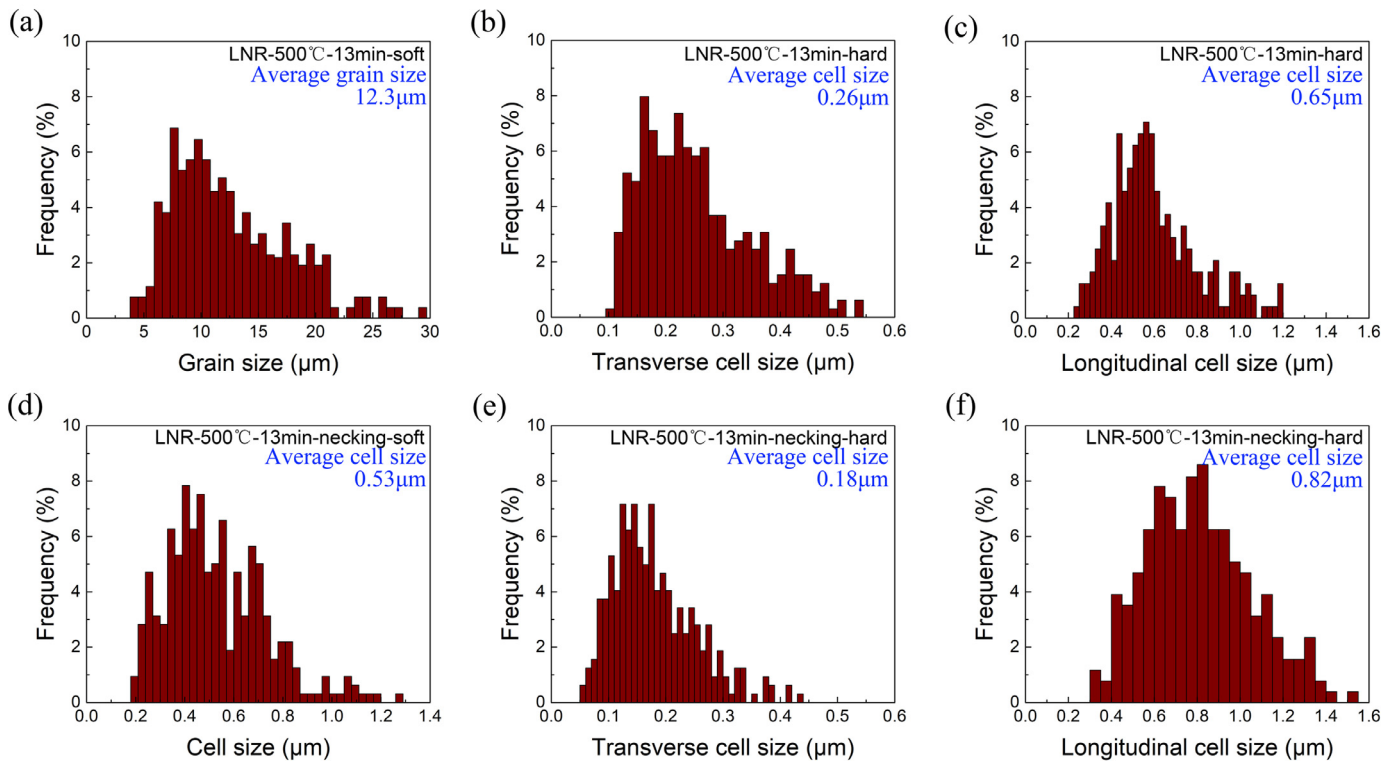 (a)
LNR-500℃-13min-soft
Average grain size
12.3μm
Frequency (%)
10
8
6
4
2
0
0 5 10 15 20 25 30
Grain size (μm)
(b)
LNR-500℃-13min-hard
Average cell size
0.26μm
Frequency (%)
10
8
6
4
2
0
0.0 0.1 0.2 0.3 0.4 0.5 0.6
Transverse cell size (μm)
(c)
LNR-500℃-13min-hard
Average cell size
0.65μm
Frequency (%)
10
8
6
4
2
0
0.0 0.2 0.4 0.6 0.8 1.0 1.2 1.4 1.6
Longitudinal cell size (μm)
(d)
LNR-500℃-13min-necking-soft
Average cell size
0.53μm
Frequency (%)
10
8
6
4
2
0
0.0 0.2 0.4 0.6 0.8 1.0 1.2 1.4
Cell size (μm)
(e)
LNR-500℃-13min-necking-hard
Average cell size
0.18μm
Frequency (%)
10
8
6
4
2
0
0.0 0.1 0.2 0.3 0.4 0.5 0.6
Transverse cell size (μm)
(f)
LNR-500℃-13min-necking-hard
Average cell size
0.82μm
Frequency (%)
10
8
6
4
2
0
0.0 0.2 0.4 0.6 0.8 1.0 1.2 1.4 1.6
Longitudinal cell size (μm)